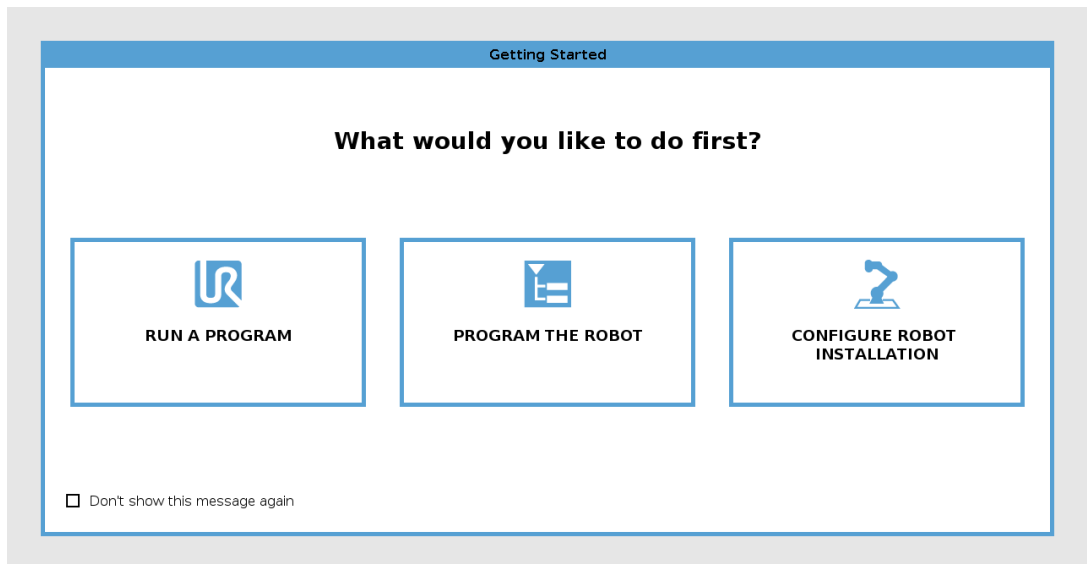 Getting Started
What would you like to do first?
RUN A PROGRAM
PROGRAM THE ROBOT
CONFIGURE ROBOT
INSTALLATION
Don't show this message again